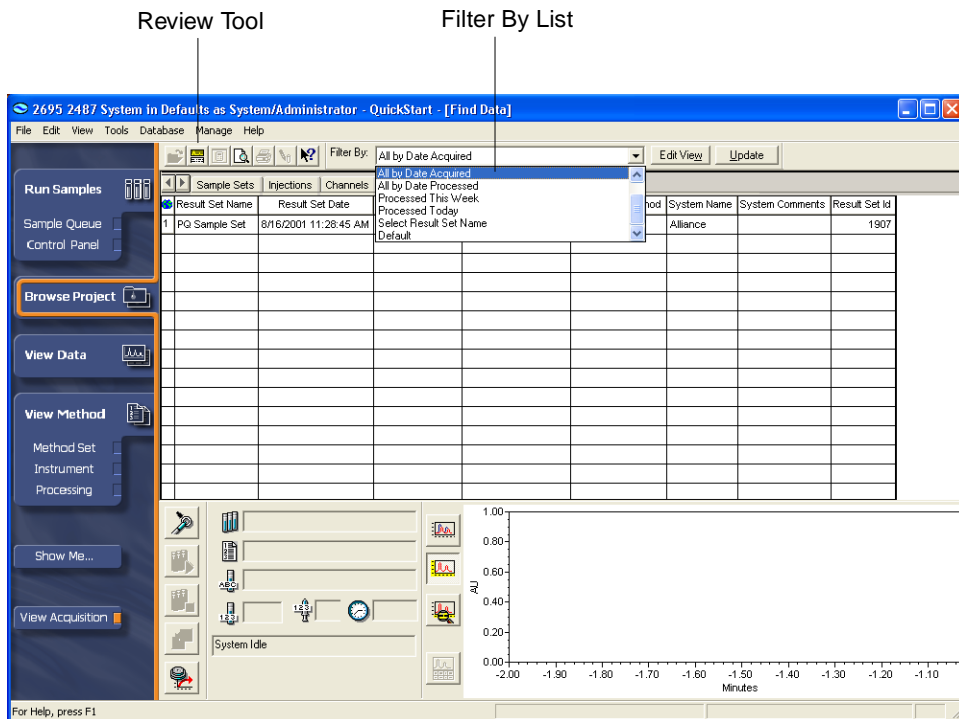 Review Tool
Filter By List
2695 2487 System in Defaults as System/Administrator - QuickStart - [Find Data]
File Edit View Tools Database Manage Help
Filter By: All by Date Acquired Edit View Update
All by Date Acquired
All by Date Processed
Processed This Week
Processed Today
Select Result Set Name
Default
Sample Sets Injections Channels
Result Set Name Result Set Date System Name System Comments Result Set Id
1 PQ Sample Set 8/16/2001 11:28:45 AM Alliance 1907
Run Samples
Sample Queue
Control Panel
Browse Project
View Data
View Method
Method Set
Instrument
Processing
Show Me...
View Acquisition
ABC
123
123
System Idle
AU
1.00
0.80
0.60
0.40
0.20
0.00
-2.00 -1.90 -1.80 -1.70 -1.60 -1.50 -1.40 -1.30 -1.20 -1.10
Minutes
For Help, press F1